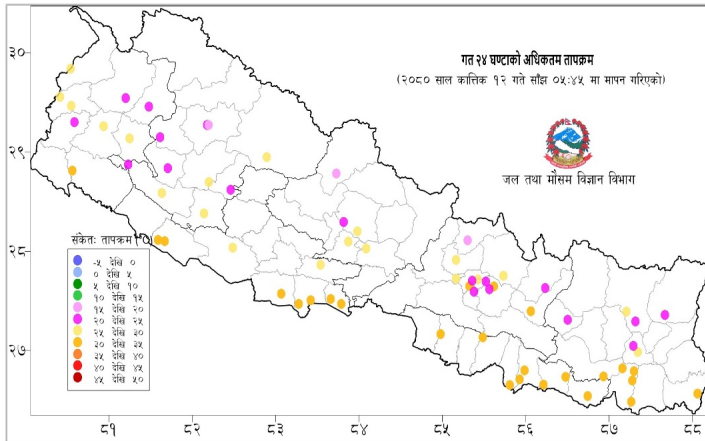 गत २४ घण्टाको अधिकतम तापक्रम
(२०८० साल कात्तिक १२ गते साँझ ०५:४५ मा मापन गरिएको)
जल तथा मौसम विज्ञान विभाग
३०
२९
२८
२७
संकेतः तापक्रम (°C)
-५ देखि ०
० देखि ५
५ देखि १०
१० देखि १५
१५ देखि २०
२० देखि २५
२५ देखि ३०
३० देखि ३५
३५ देखि ४०
४० देखि ४५
४५ देखि ५०
८१ ८२ ८३ ८४ ८५ ८६ ८७ ८८